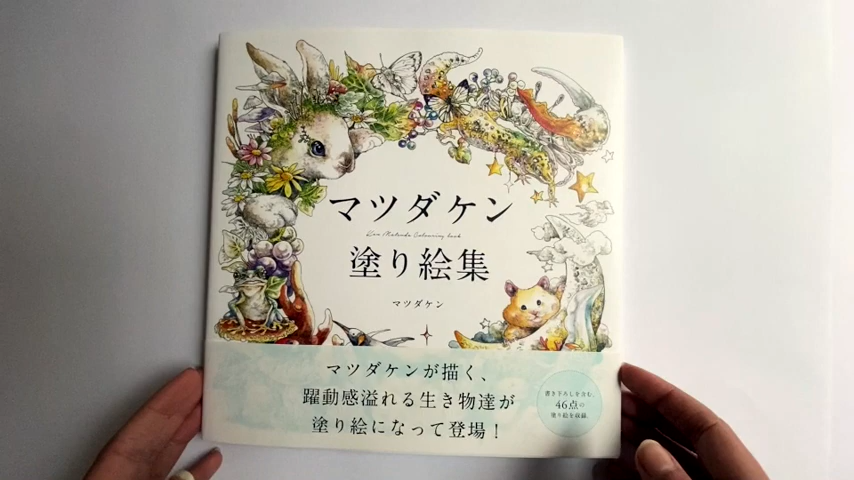 マツダケン
Ken Matsuda Colouring book
塗り絵集
マツダケン
マツダケンが描く、
躍動感溢れる生き物達が
塗り絵になって登場！
書き下ろしを含む、
46点の
塗り絵を収録。